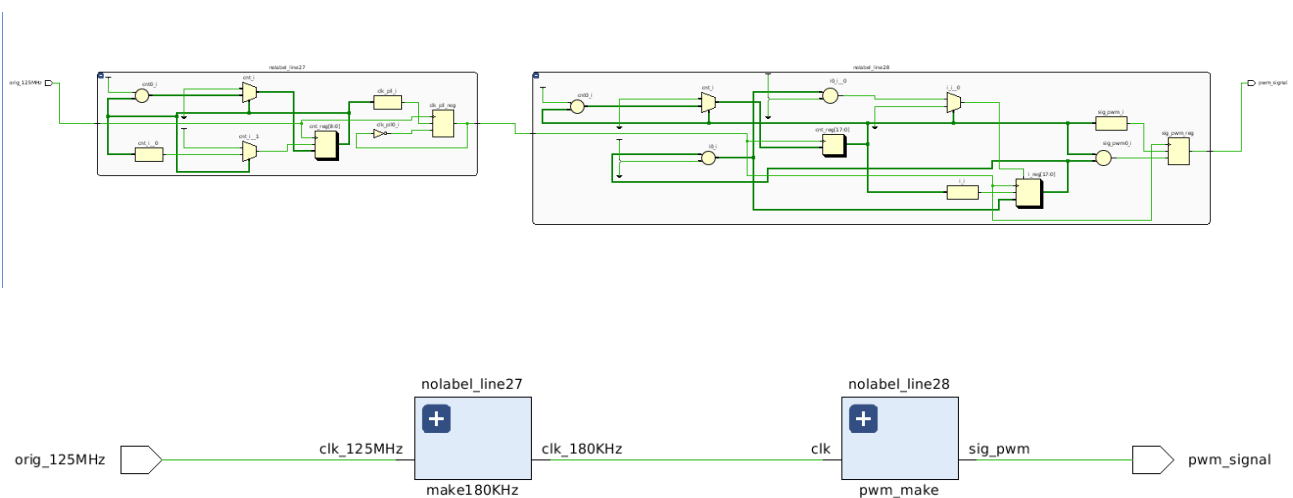 nolabel_line27
nolabel_line28
orig_125MHz
pwm_signal
cnt0_i
cnt_i
clk_pll_i
clk_pll_reg
cnt_reg[8:0]
clk_pll0_i
cnt_i__0
cnt_i__1
cnt0_i
cnt_i
i0_i__0
i_i__0
sig_pwm_i
cnt_reg[17:0]
sig_pwm_reg
i0_i
sig_pwm0_i
i_i
i_reg[17:0]
nolabel_line27
nolabel_line28
orig_125MHz
clk_125MHz
clk_180KHz
clk
sig_pwm
pwm_signal
make180KHz
pwm_make